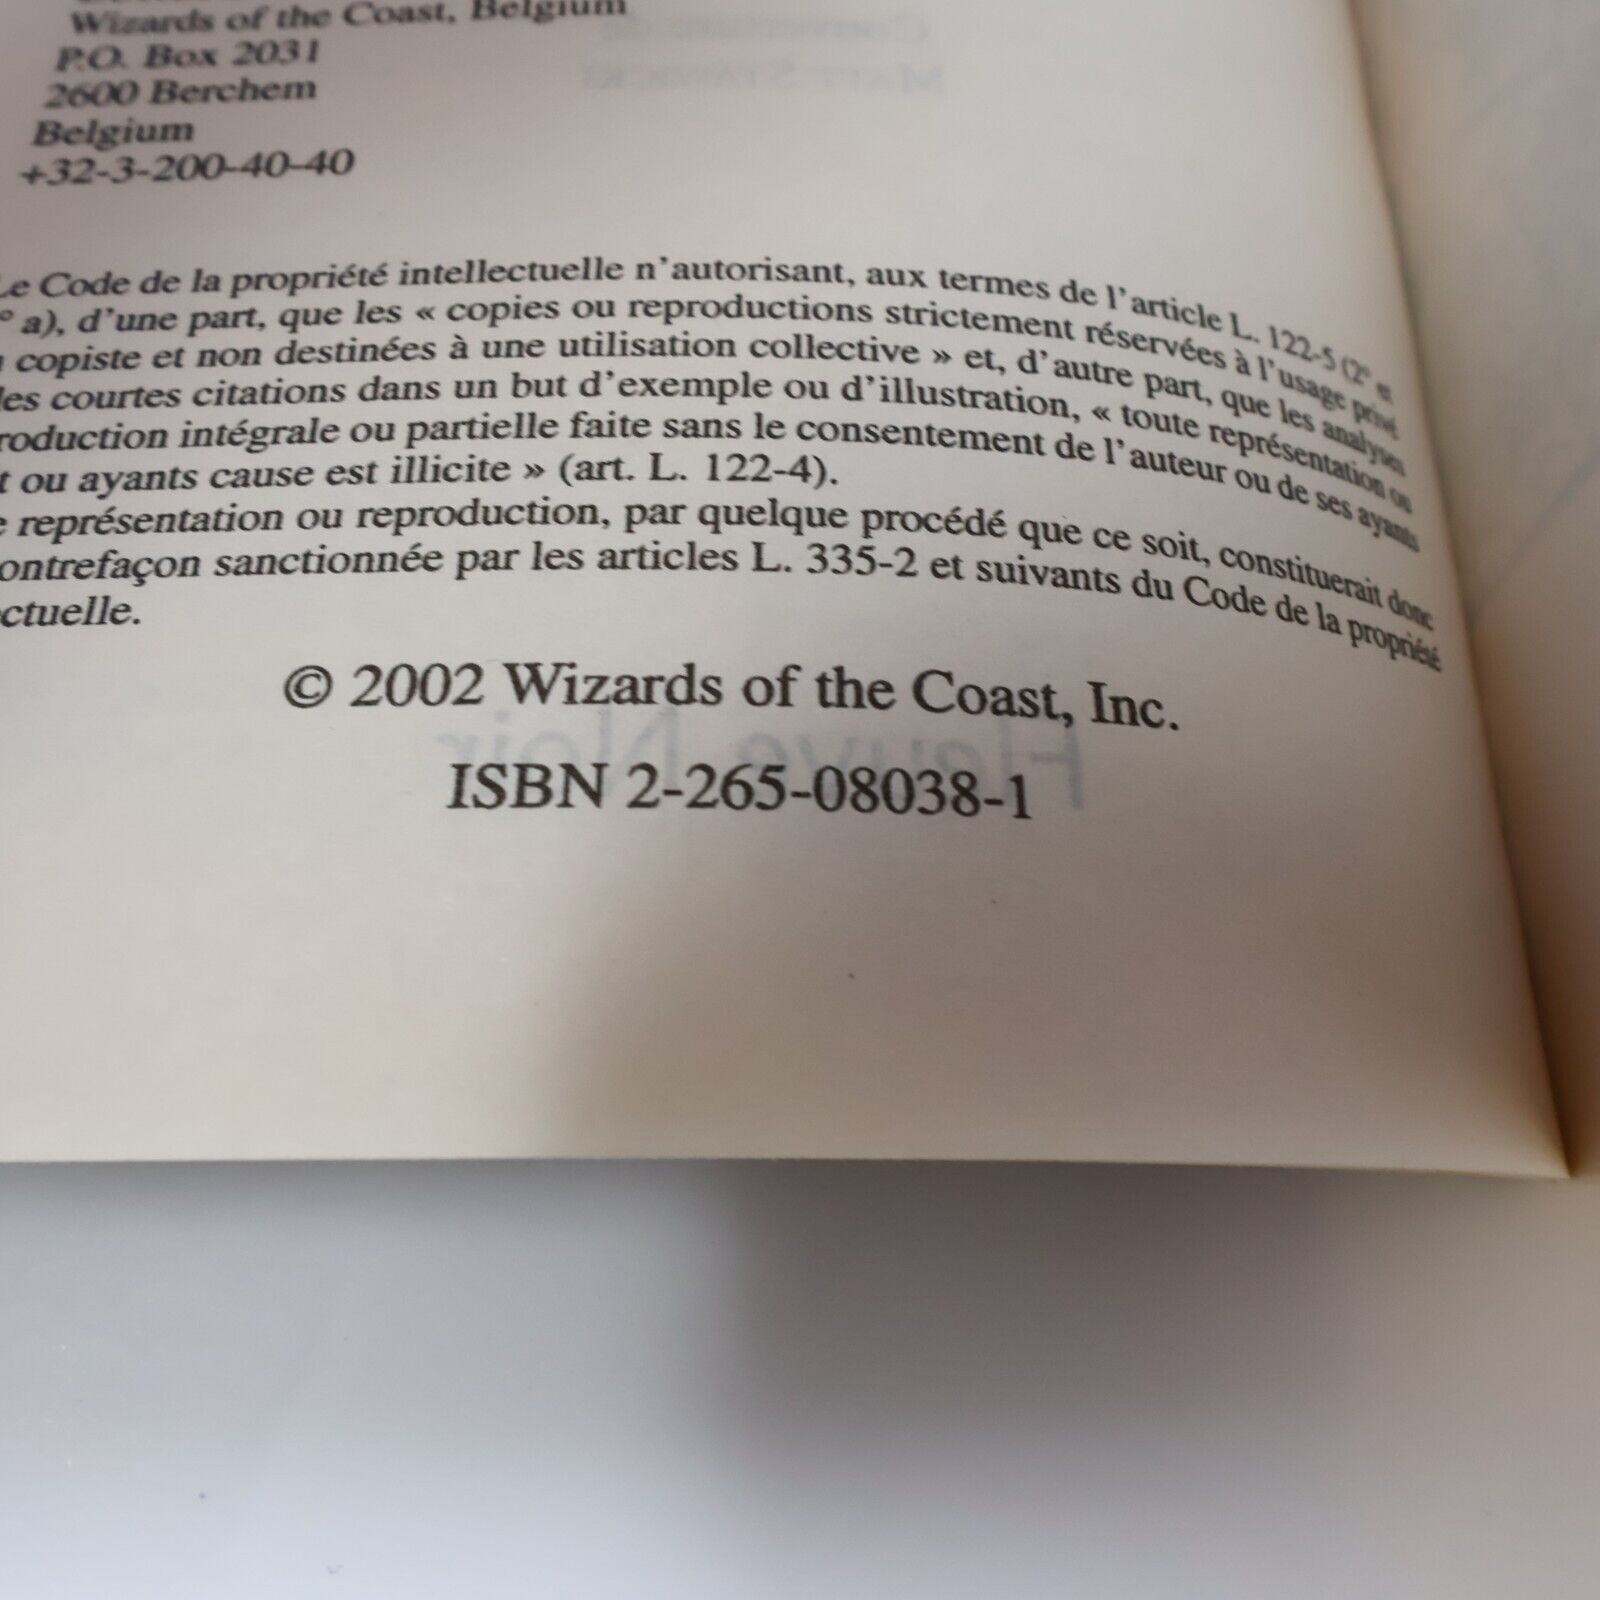 Wizards of the Coast, Belgium
P.O. Box 2031
2600 Berchem
Belgium
+32-3-200-40-40
Le Code de la propriété intellectuelle n'autorisant, aux termes de l'article L. 122-5 (2° et
° a), d'une part, que les « copies ou reproductions strictement réservées à l'usage privé
copiste et non destinées à une utilisation collective » et, d'autre part, que les analyses
les courtes citations dans un but d'exemple ou d'illustration, « toute représentation ou
roduction intégrale ou partielle faite sans le consentement de l'auteur ou de ses ayants
t ou ayants cause est illicite » (art. L. 122-4).
e représentation ou reproduction, par quelque procédé que ce soit, constituerait donc
ontrefaçon sanctionnée par les articles L. 335-2 et suivants du Code de la propriété
ectuelle.
© 2002 Wizards of the Coast, Inc.
ISBN 2-265-08038-1